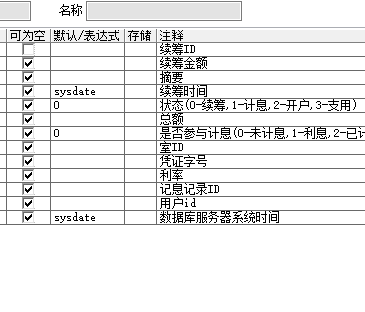 名称
可为空 默认/表达式 存储 注释
续筹ID
续筹金额
摘要
sysdate 续筹时间
0 状态(0-续筹,1-计息,2-开户,3-支用)
总额
0 是否参与计息(0-未计息,1-利息,2-已计
室ID
凭证字号
利率
记息记录ID
用户id
sysdate 数据库服务器系统时间